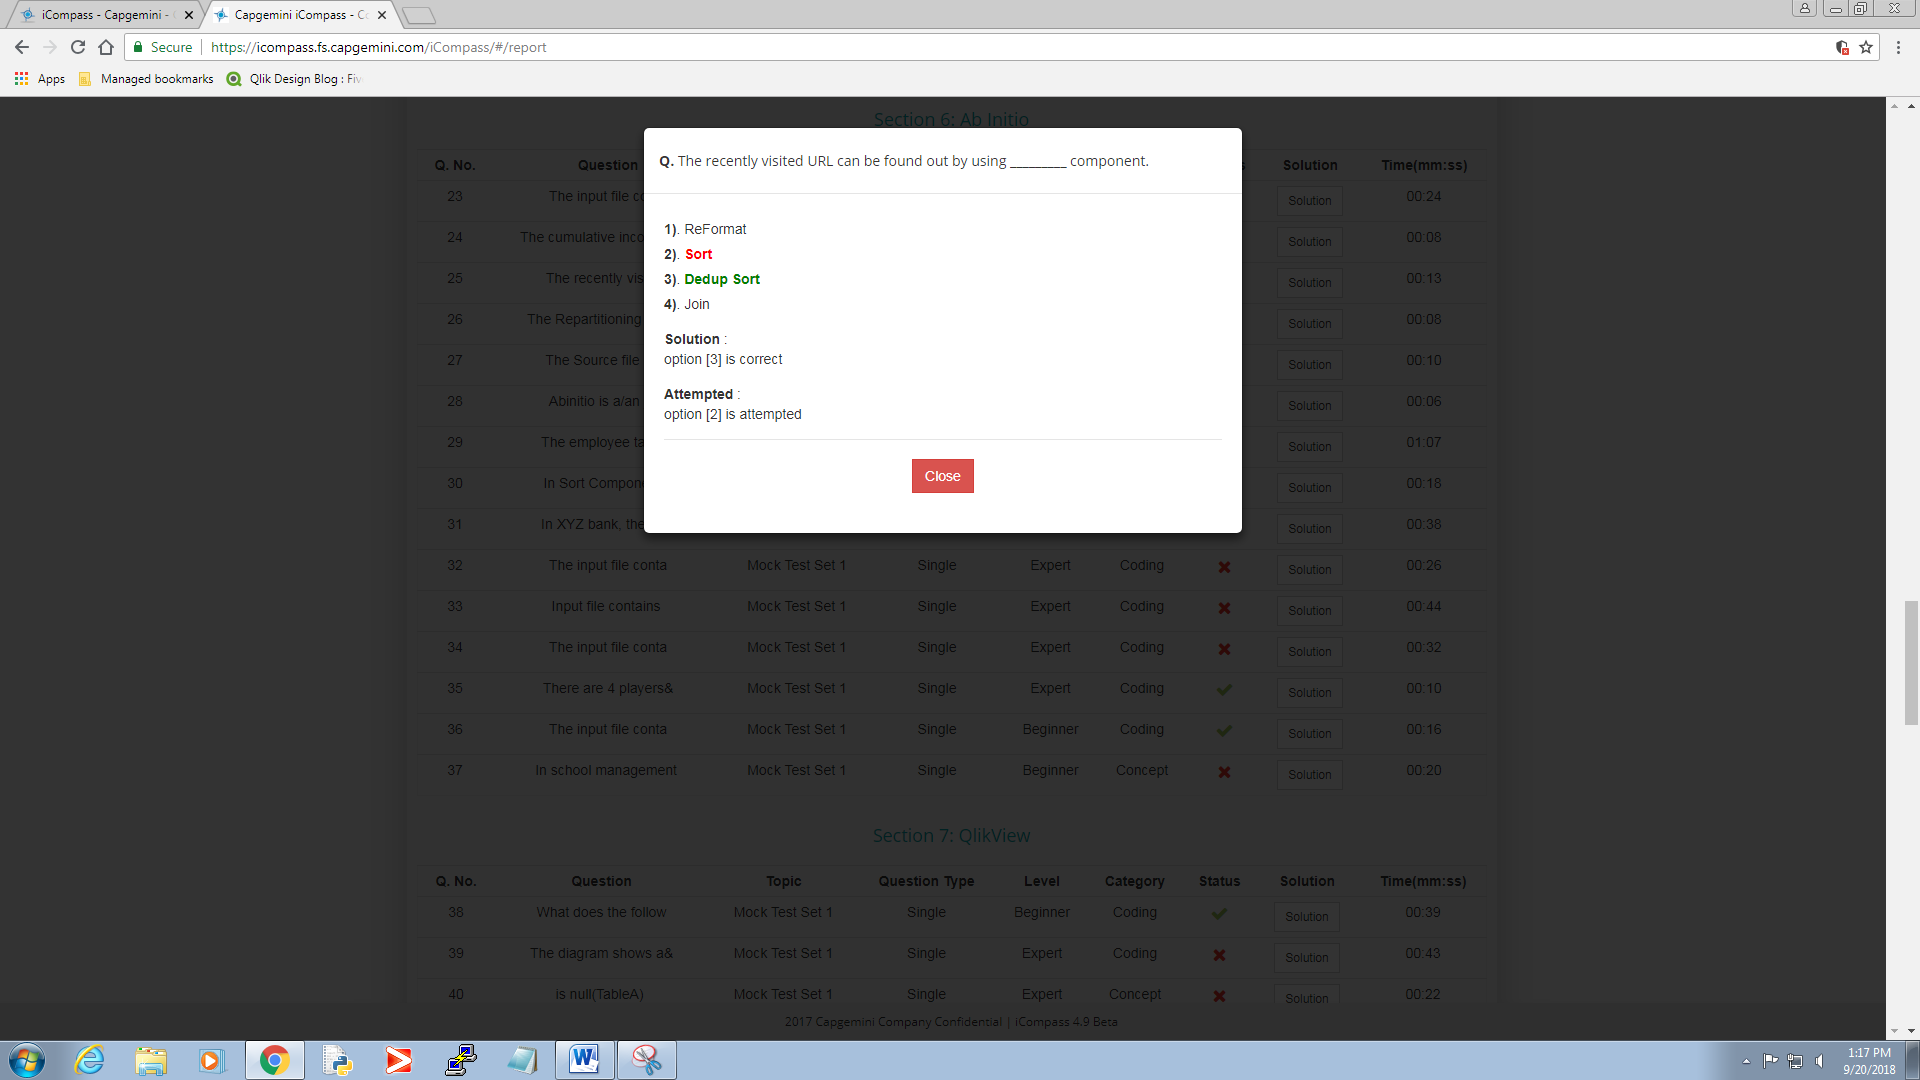 iCompass - Capgemini -
Capgemini iCompass - Co
Secure https://icompass.fs.capgemini.com/iCompass/#/report
Apps Managed bookmarks Qlik Design Blog : Fiv
Section 6: Ab Initio
Q. No. Question Solution Time(mm:ss)
Q. The recently visited URL can be found out by using ________ component.
1). ReFormat
2). Sort
3). Dedup Sort
4). Join
Solution :
option [3] is correct
Attempted :
option [2] is attempted
Close
23 The input file co Solution 00:24
24 The cumulative inco Solution 00:08
25 The recently vis Solution 00:13
26 The Repartitioning Solution 00:08
27 The Source file Solution 00:10
28 Abinitio is a/an Solution 00:06
29 The employee ta Solution 01:07
30 In Sort Compon Solution 00:18
31 In XYZ bank, the Solution 00:38
32 The input file conta Mock Test Set 1 Single Expert Coding Solution 00:26
33 Input file contains Mock Test Set 1 Single Expert Coding Solution 00:44
34 The input file conta Mock Test Set 1 Single Expert Coding Solution 00:32
35 There are 4 players& Mock Test Set 1 Single Expert Coding Solution 00:10
36 The input file conta Mock Test Set 1 Single Beginner Coding Solution 00:16
37 In school management Mock Test Set 1 Single Beginner Concept Solution 00:20
Section 7: QlikView
Q. No. Question Topic Question Type Level Category Status Solution Time(mm:ss)
38 What does the follow Mock Test Set 1 Single Beginner Coding Solution 00:39
39 The diagram shows a& Mock Test Set 1 Single Expert Coding Solution 00:43
40 is null(TableA) Mock Test Set 1 Single Expert Concept Solution 00:22
2017 Capgemini Company Confidential | iCompass 4.9 Beta
1:17 PM
9/20/2018